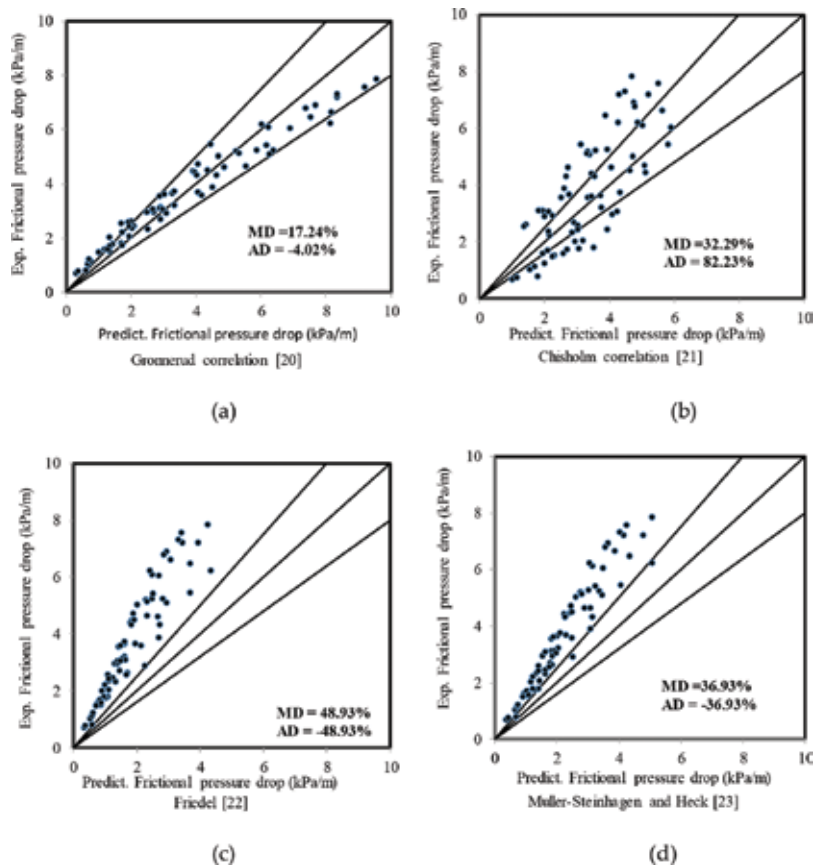 Exp. Frictional pressure drop (kPa/m)
10
8
6
4
2
0
MD =17.24%
AD = -4.02%
0 2 4 6 8 10
Predict. Frictional pressure drop (kPa/m)
Gronnerud correlation [20]
(a)
Exp. Frictional pressure drop (kPa/m)
10
8
6
4
2
0
MD =32.29%
AD = 82.23%
0 2 4 6 8 10
Predict. Frictional pressure drop (kPa/m)
Chisholm correlation [21]
(b)
Exp. Frictional pressure drop (kPa/m)
10
8
6
4
2
0
MD = 48.93%
AD = -48.93%
0 2 4 6 8 10
Predict. Frictional pressure drop (kPa/m)
Friedel [22]
(c)
Exp. Frictional pressure drop (kPa/m)
10
8
6
4
2
0
MD =36.93%
AD = -36.93%
0 2 4 6 8 10
Predict. Frictional pressure drop (kPa/m)
Muller-Steinhagen and Heck [23]
(d)